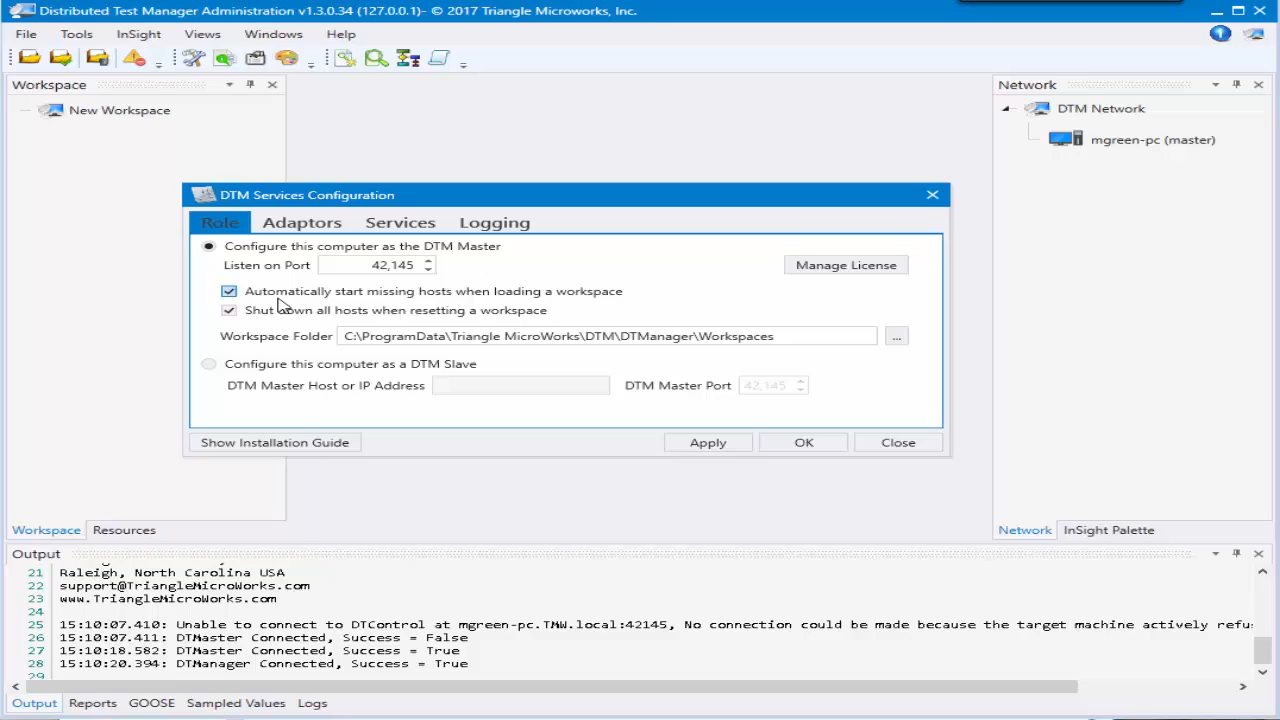 Distributed Test Manager Administration v1.3.0.34 (127.0.0.1)- © 2017 Triangle Microworks, Inc.
File Tools InSight Views Windows Help
Workspace
New Workspace
Network
DTM Network
mgreen-pc (master)
DTM Services Configuration
Role Adaptors Services Logging
Configure this computer as the DTM Master
Listen on Port 42,145 Manage License
Automatically start missing hosts when loading a workspace
Shut down all hosts when resetting a workspace
Workspace Folder C:\ProgramData\Triangle MicroWorks\DTM\DTManager\Workspaces ...
Configure this computer as a DTM Slave
DTM Master Host or IP Address DTM Master Port 42,145
Show Installation Guide Apply OK Close
Workspace Resources
Network InSight Palette
Output
21 Raleigh, North Carolina USA
22 support@TriangleMicroWorks.com
23 www.TriangleMicroWorks.com
24
25 15:10:07.410: Unable to connect to DTControl at mgreen-pc.TMW.local:42145, No connection could be made because the target machine actively refu
26 15:10:07.411: DTMaster Connected, Success = False
27 15:10:18.582: DTMaster Connected, Success = True
28 15:10:20.394: DTManager Connected, Success = True
29
Output Reports GOOSE Sampled Values Logs